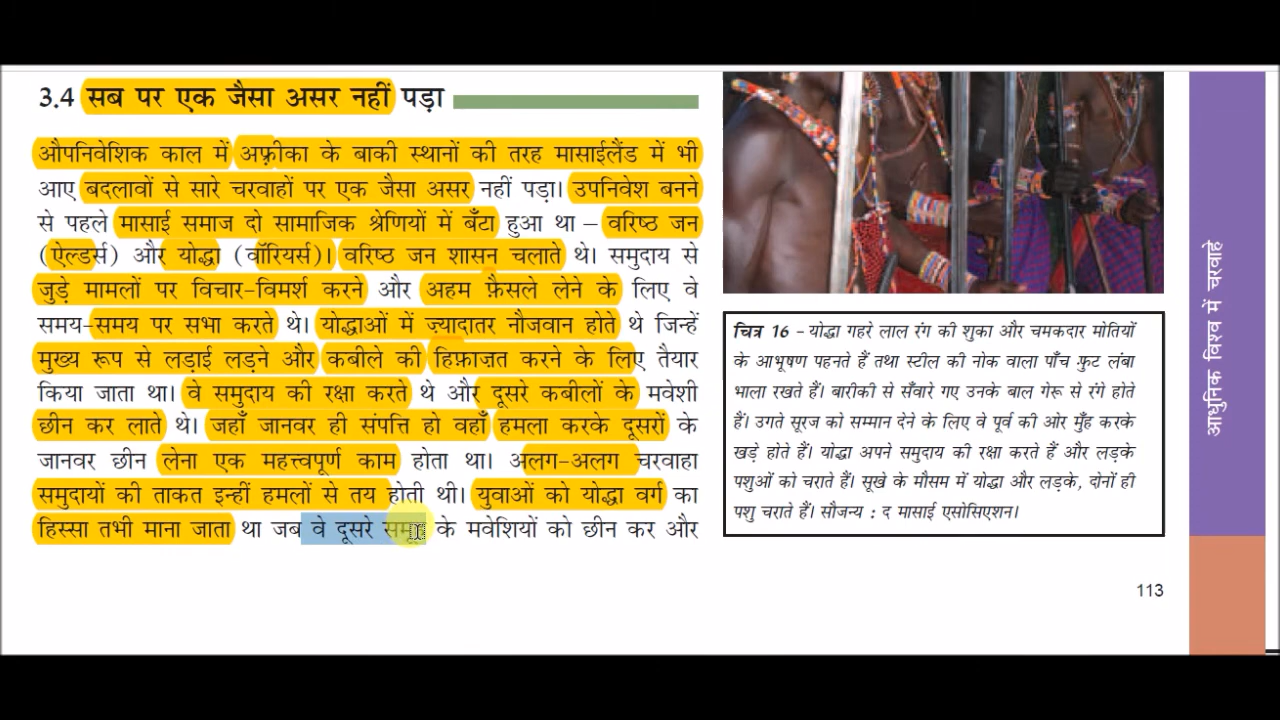 3.4 सब पर एक जैसा असर नहीं पड़ा
औपनिवेशिक काल में अफ़्रीका के बाकी स्थानों की तरह मासाईलैंड में भी
आए बदलावों से सारे चरवाहों पर एक जैसा असर नहीं पड़ा। उपनिवेश बनने
से पहले मासाई समाज दो सामाजिक श्रेणियों में बँटा हुआ था – वरिष्ठ जन
(ऐल्डर्स) और योद्धा (वॉरियर्स)। वरिष्ठ जन शासन चलाते थे। समुदाय से
जुड़े मामलों पर विचार-विमर्श करने और अहम फ़ैसले लेने के लिए वे
समय-समय पर सभा करते थे। योद्धाओं में ज्यादातर नौजवान होते थे जिन्हें
मुख्य रूप से लड़ाई लड़ने और कबीले की हिफ़ाज़त करने के लिए तैयार
किया जाता था। वे समुदाय की रक्षा करते थे और दूसरे कबीलों के मवेशी
छीन कर लाते थे। जहाँ जानवर ही संपत्ति हो वहाँ हमला करके दूसरों के
जानवर छीन लेना एक महत्त्वपूर्ण काम होता था। अलग-अलग चरवाहा
समुदायों की ताकत इन्हीं हमलों से तय होती थी। युवाओं को योद्धा वर्ग का
हिस्सा तभी माना जाता था जब वे दूसरे समूह के मवेशियों को छीन कर और
चित्र 16 – योद्धा गहरे लाल रंग की शुका और चमकदार मोतियों
के आभूषण पहनते हैं तथा स्टील की नोक वाला पाँच फ़ुट लंबा
भाला रखते हैं। बारीकी से सँवारे गए उनके बाल गेरू से रंगे होते
हैं। उगते सूरज को सम्मान देने के लिए वे पूर्व की ओर मुँह करके
खड़े होते हैं। योद्धा अपने समुदाय की रक्षा करते हैं और लड़के
पशुओं को चराते हैं। सूखे के मौसम में योद्धा और लड़के, दोनों ही
पशु चराते हैं। सौजन्य : द मासाई एसोसिएशन।
113
आधुनिक विश्व में चरवाहे